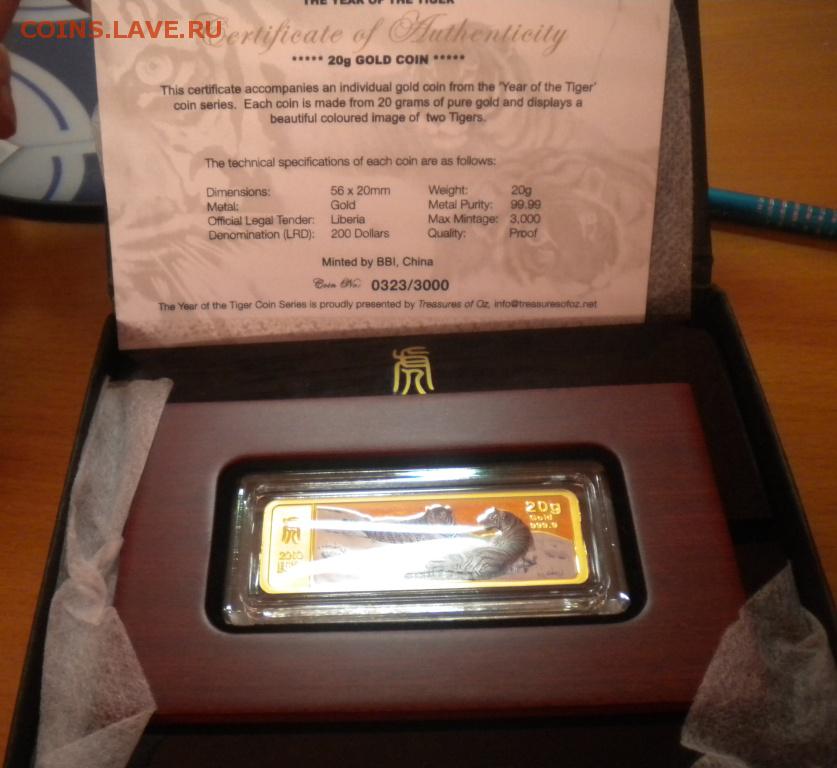 COINS.LAVE.RU
THE YEAR OF THE TIGER
Certificate of Authenticity
***** 20g GOLD COIN *****
This certificate accompanies an individual gold coin from the 'Year of the Tiger'
coin series. Each coin is made from 20 grams of pure gold and displays a
beautiful coloured image of two Tigers.
The technical specifications of each coin are as follows:
Dimensions: 56 x 20mm Weight: 20g
Metal: Gold Metal Purity: 99.99
Official Legal Tender: Liberia Max Mintage: 3,000
Denomination (LRD): 200 Dollars Quality: Proof
Minted by BBI, China
Coin No: 0323/3000
The Year of the Tiger Coin Series is proudly presented by Treasures of Oz, info@treasuresofoz.net
20g
Gold
999.9
2010